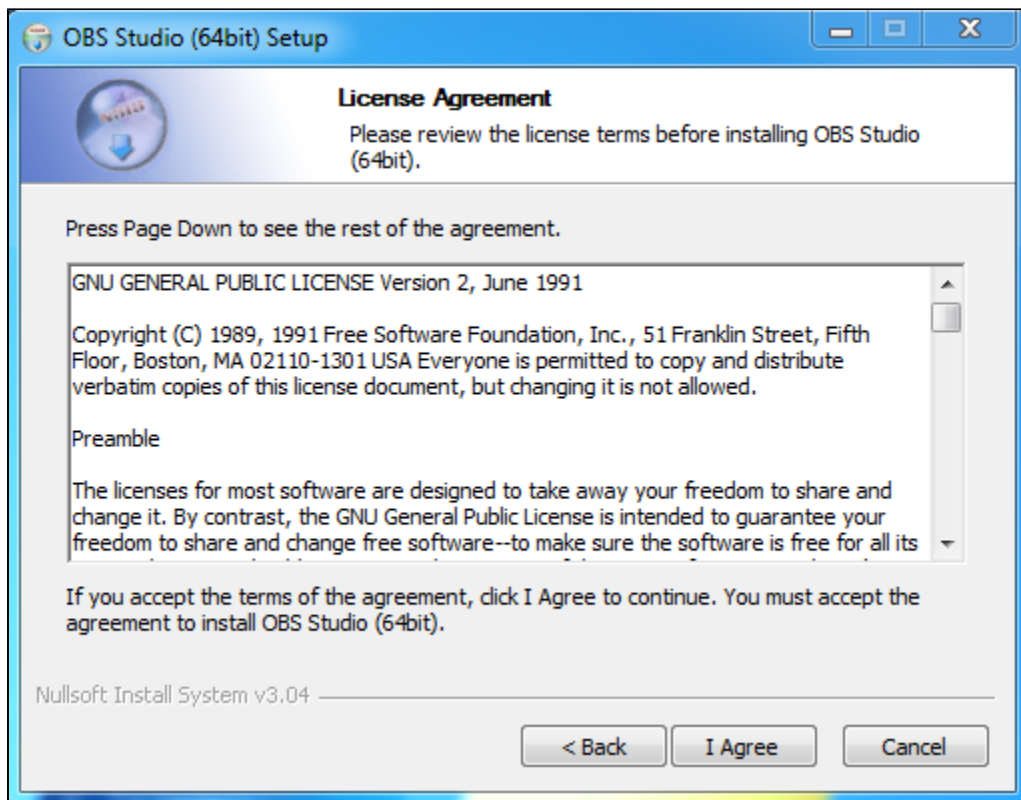 OBS Studio (64bit) Setup
License Agreement
Please review the license terms before installing OBS Studio
(64bit).
Press Page Down to see the rest of the agreement.
GNU GENERAL PUBLIC LICENSE Version 2, June 1991
Copyright (C) 1989, 1991 Free Software Foundation, Inc., 51 Franklin Street, Fifth
Floor, Boston, MA 02110-1301 USA Everyone is permitted to copy and distribute
verbatim copies of this license document, but changing it is not allowed.
Preamble
The licenses for most software are designed to take away your freedom to share and
change it. By contrast, the GNU General Public License is intended to guarantee your
freedom to share and change free software--to make sure the software is free for all its
If you accept the terms of the agreement, click I Agree to continue. You must accept the
agreement to install OBS Studio (64bit).
Nullsoft Install System v3.04
< Back
I Agree
Cancel